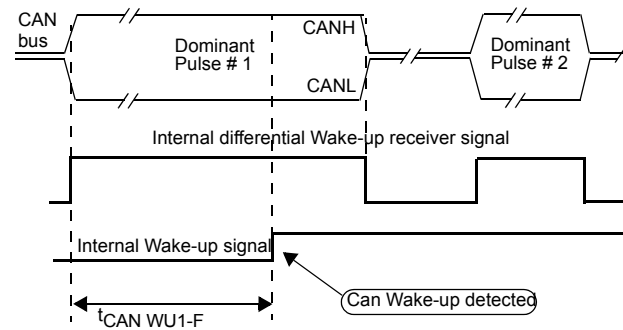 CAN
bus
Dominant
Pulse # 1
CANH
CANL
Dominant
Pulse # 2
Internal differential Wake-up receiver signal
Internal Wake-up signal
Can Wake-up detected
tCAN WU1-F